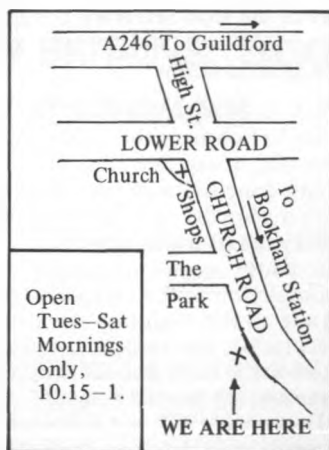 A246 To Guildford
High St.
LOWER ROAD
Church
Shops
CHURCH ROAD
To
Bookham Station
The
Park
Open
Tues–Sat
Mornings
only,
10.15–1.
WE ARE HERE